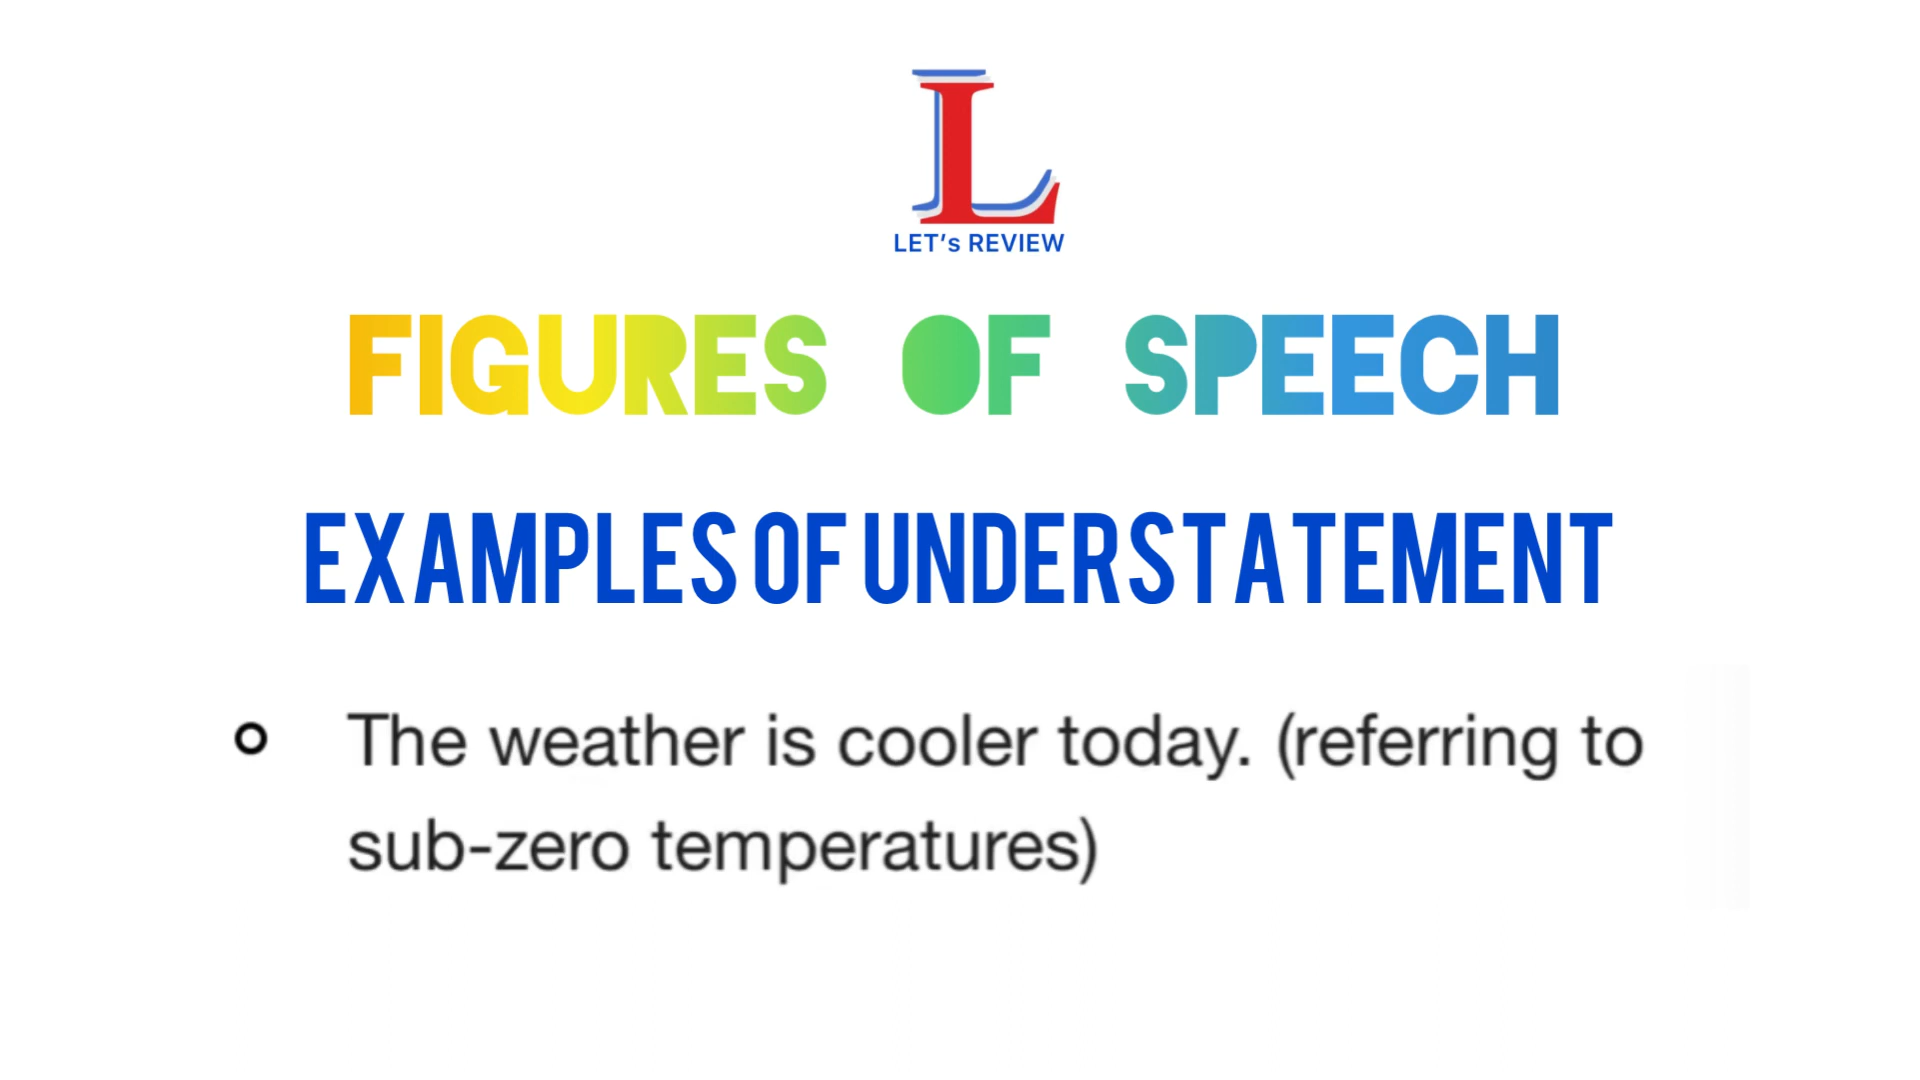 L
LET's REVIEW
FIGURES OF SPEECH
EXAMPLES OF UNDERSTATEMENT
The weather is cooler today. (referring to
sub-zero temperatures)